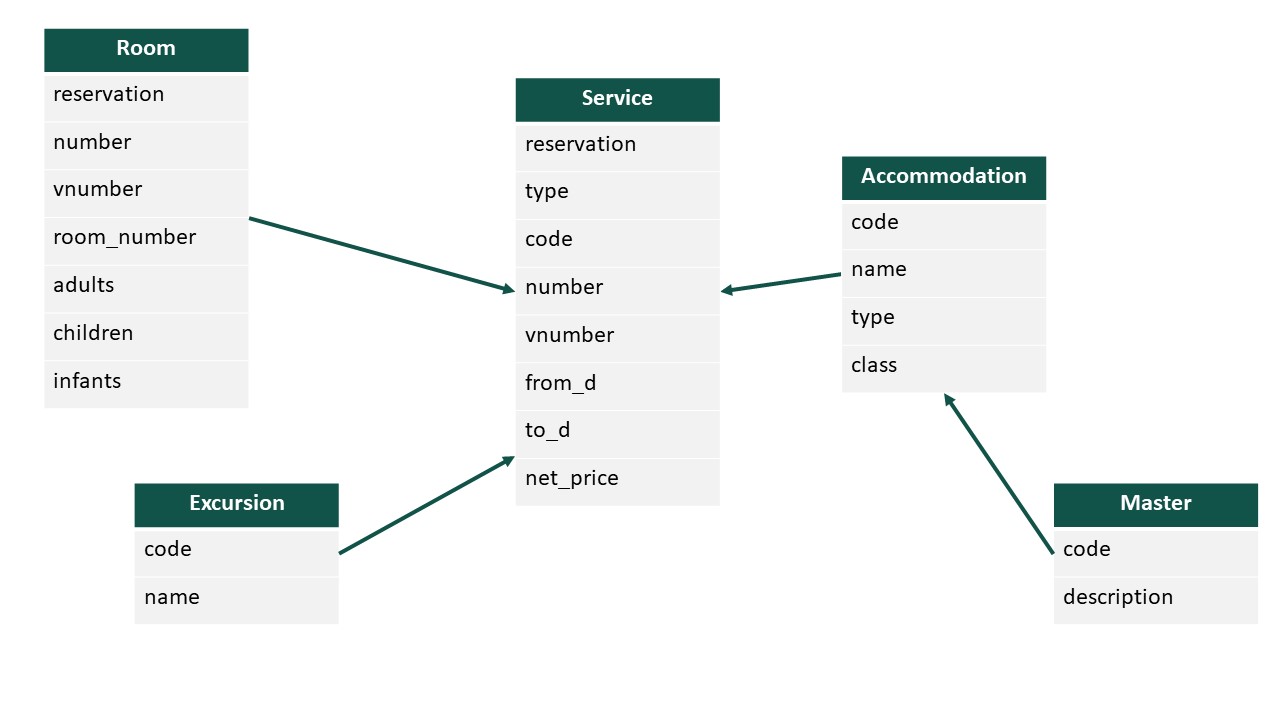 Room
reservation
number
vnumber
room_number
adults
children
infants
Service
reservation
type
code
number
vnumber
from_d
to_d
net_price
Accommodation
code
name
type
class
Excursion
code
name
Master
code
description